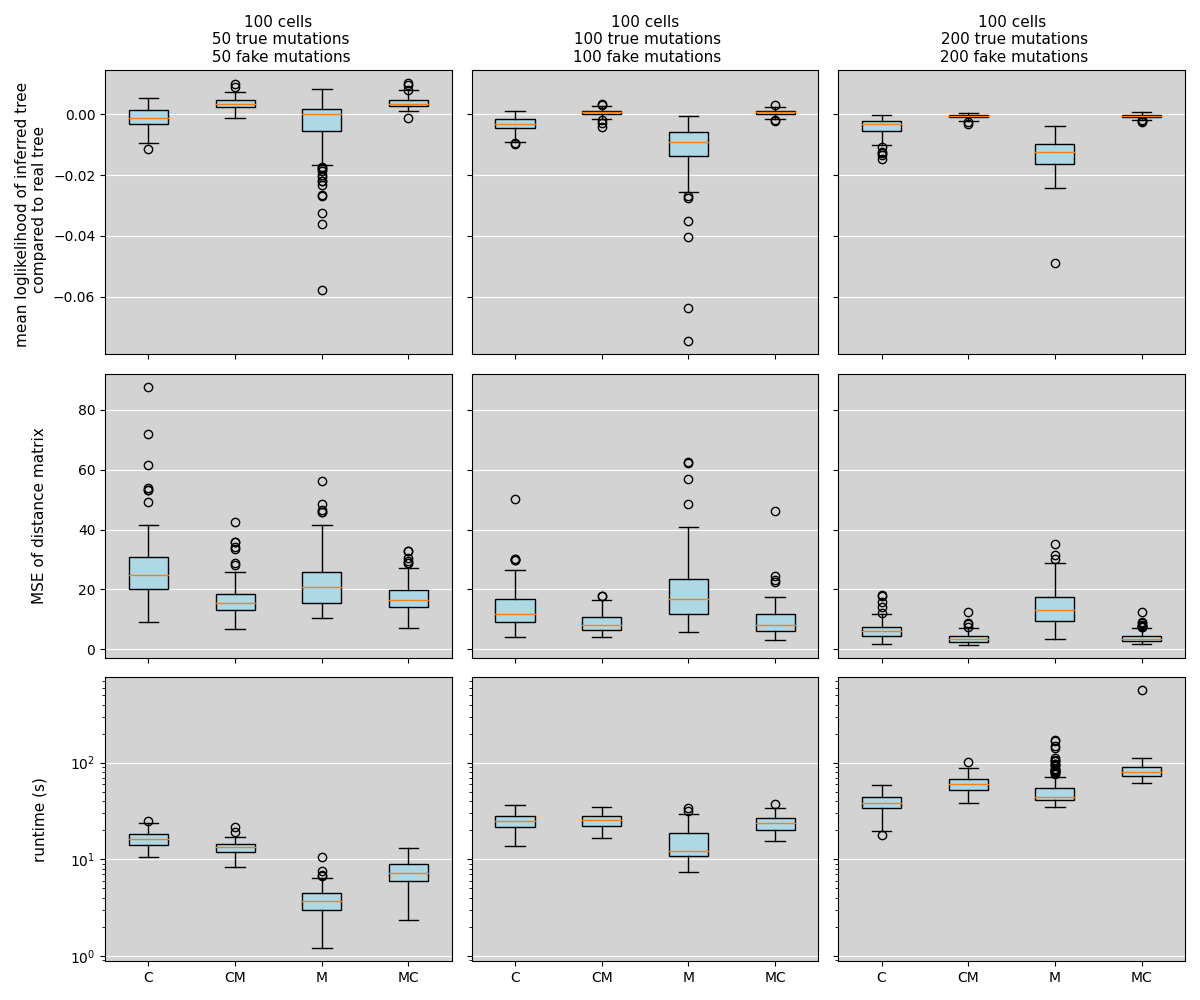 100 cells
50 true mutations
50 fake mutations
100 cells
100 true mutations
100 fake mutations
100 cells
200 true mutations
200 fake mutations
mean loglikelihood of inferred tree
compared to real tree
0.00
−0.02
−0.04
−0.06
MSE of distance matrix
80
60
40
20
0
runtime (s)
10²
10¹
10⁰
C CM M MC
C CM M MC
C CM M MC